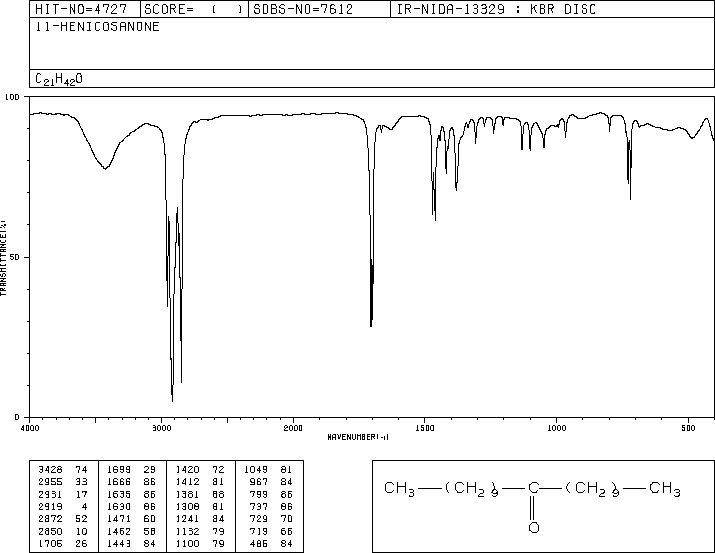 HIT-NO=4727 SCORE= ( ) SDBS-NO=7612 IR-NIDA-13329 : KBR DISC
11-HENICOSANONE
C21H42O
100
TRANSMITTANCE(%)
50
0
4000 3000 2000 1500 1000 500
WAVENUMBER(-1)
3428 74 1699 29 1420 72 1049 81
2955 33 1666 86 1412 81 967 84
2931 17 1635 86 1381 68 799 86
2919 4 1630 86 1308 81 737 86
2872 52 1471 60 1241 84 729 70
2850 10 1462 58 1132 79 719 66
1706 26 1443 84 1100 79 486 84
CH3—(CH2)9—C—(CH2)9—CH3
O